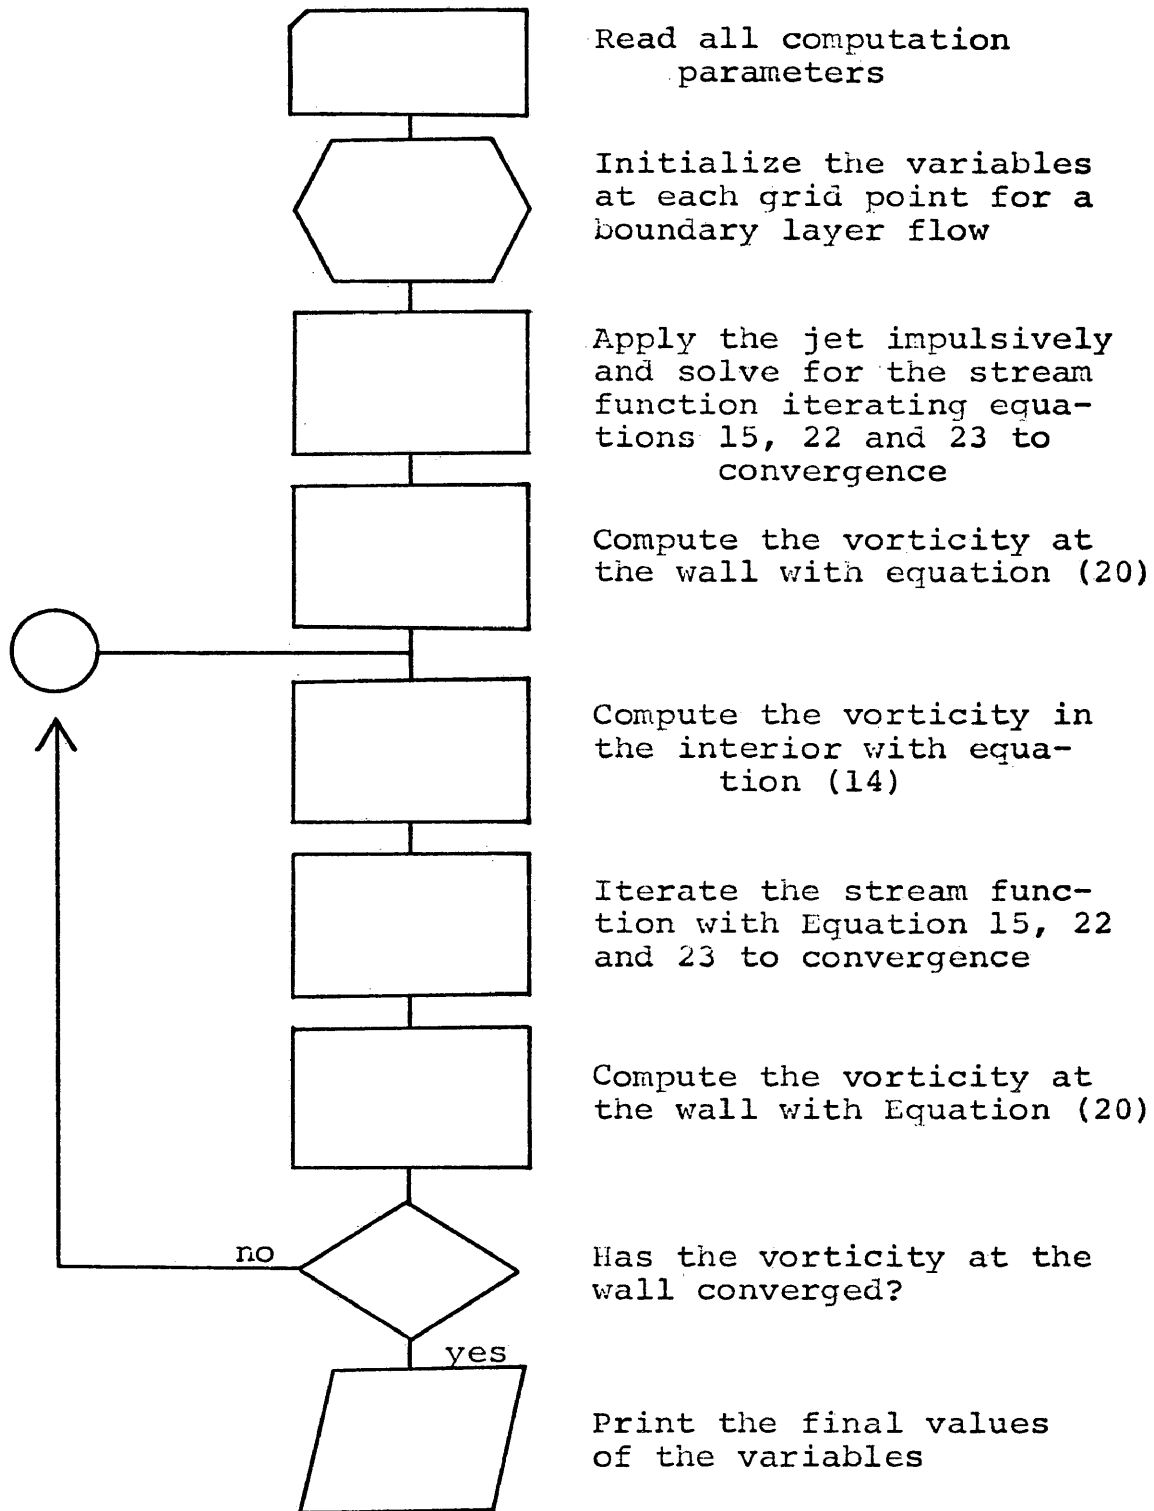 Read all computation
parameters
Initialize the variables
at each grid point for a
boundary layer flow
Apply the jet impulsively
and solve for the stream
function iterating equa-
tions 15, 22 and 23 to
convergence
Compute the vorticity at
the wall with equation (20)
Compute the vorticity in
the interior with equa-
tion (14)
Iterate the stream func-
tion with Equation 15, 22
and 23 to convergence
Compute the vorticity at
the wall with Equation (20)
no
Has the vorticity at the
wall converged?
yes
Print the final values
of the variables